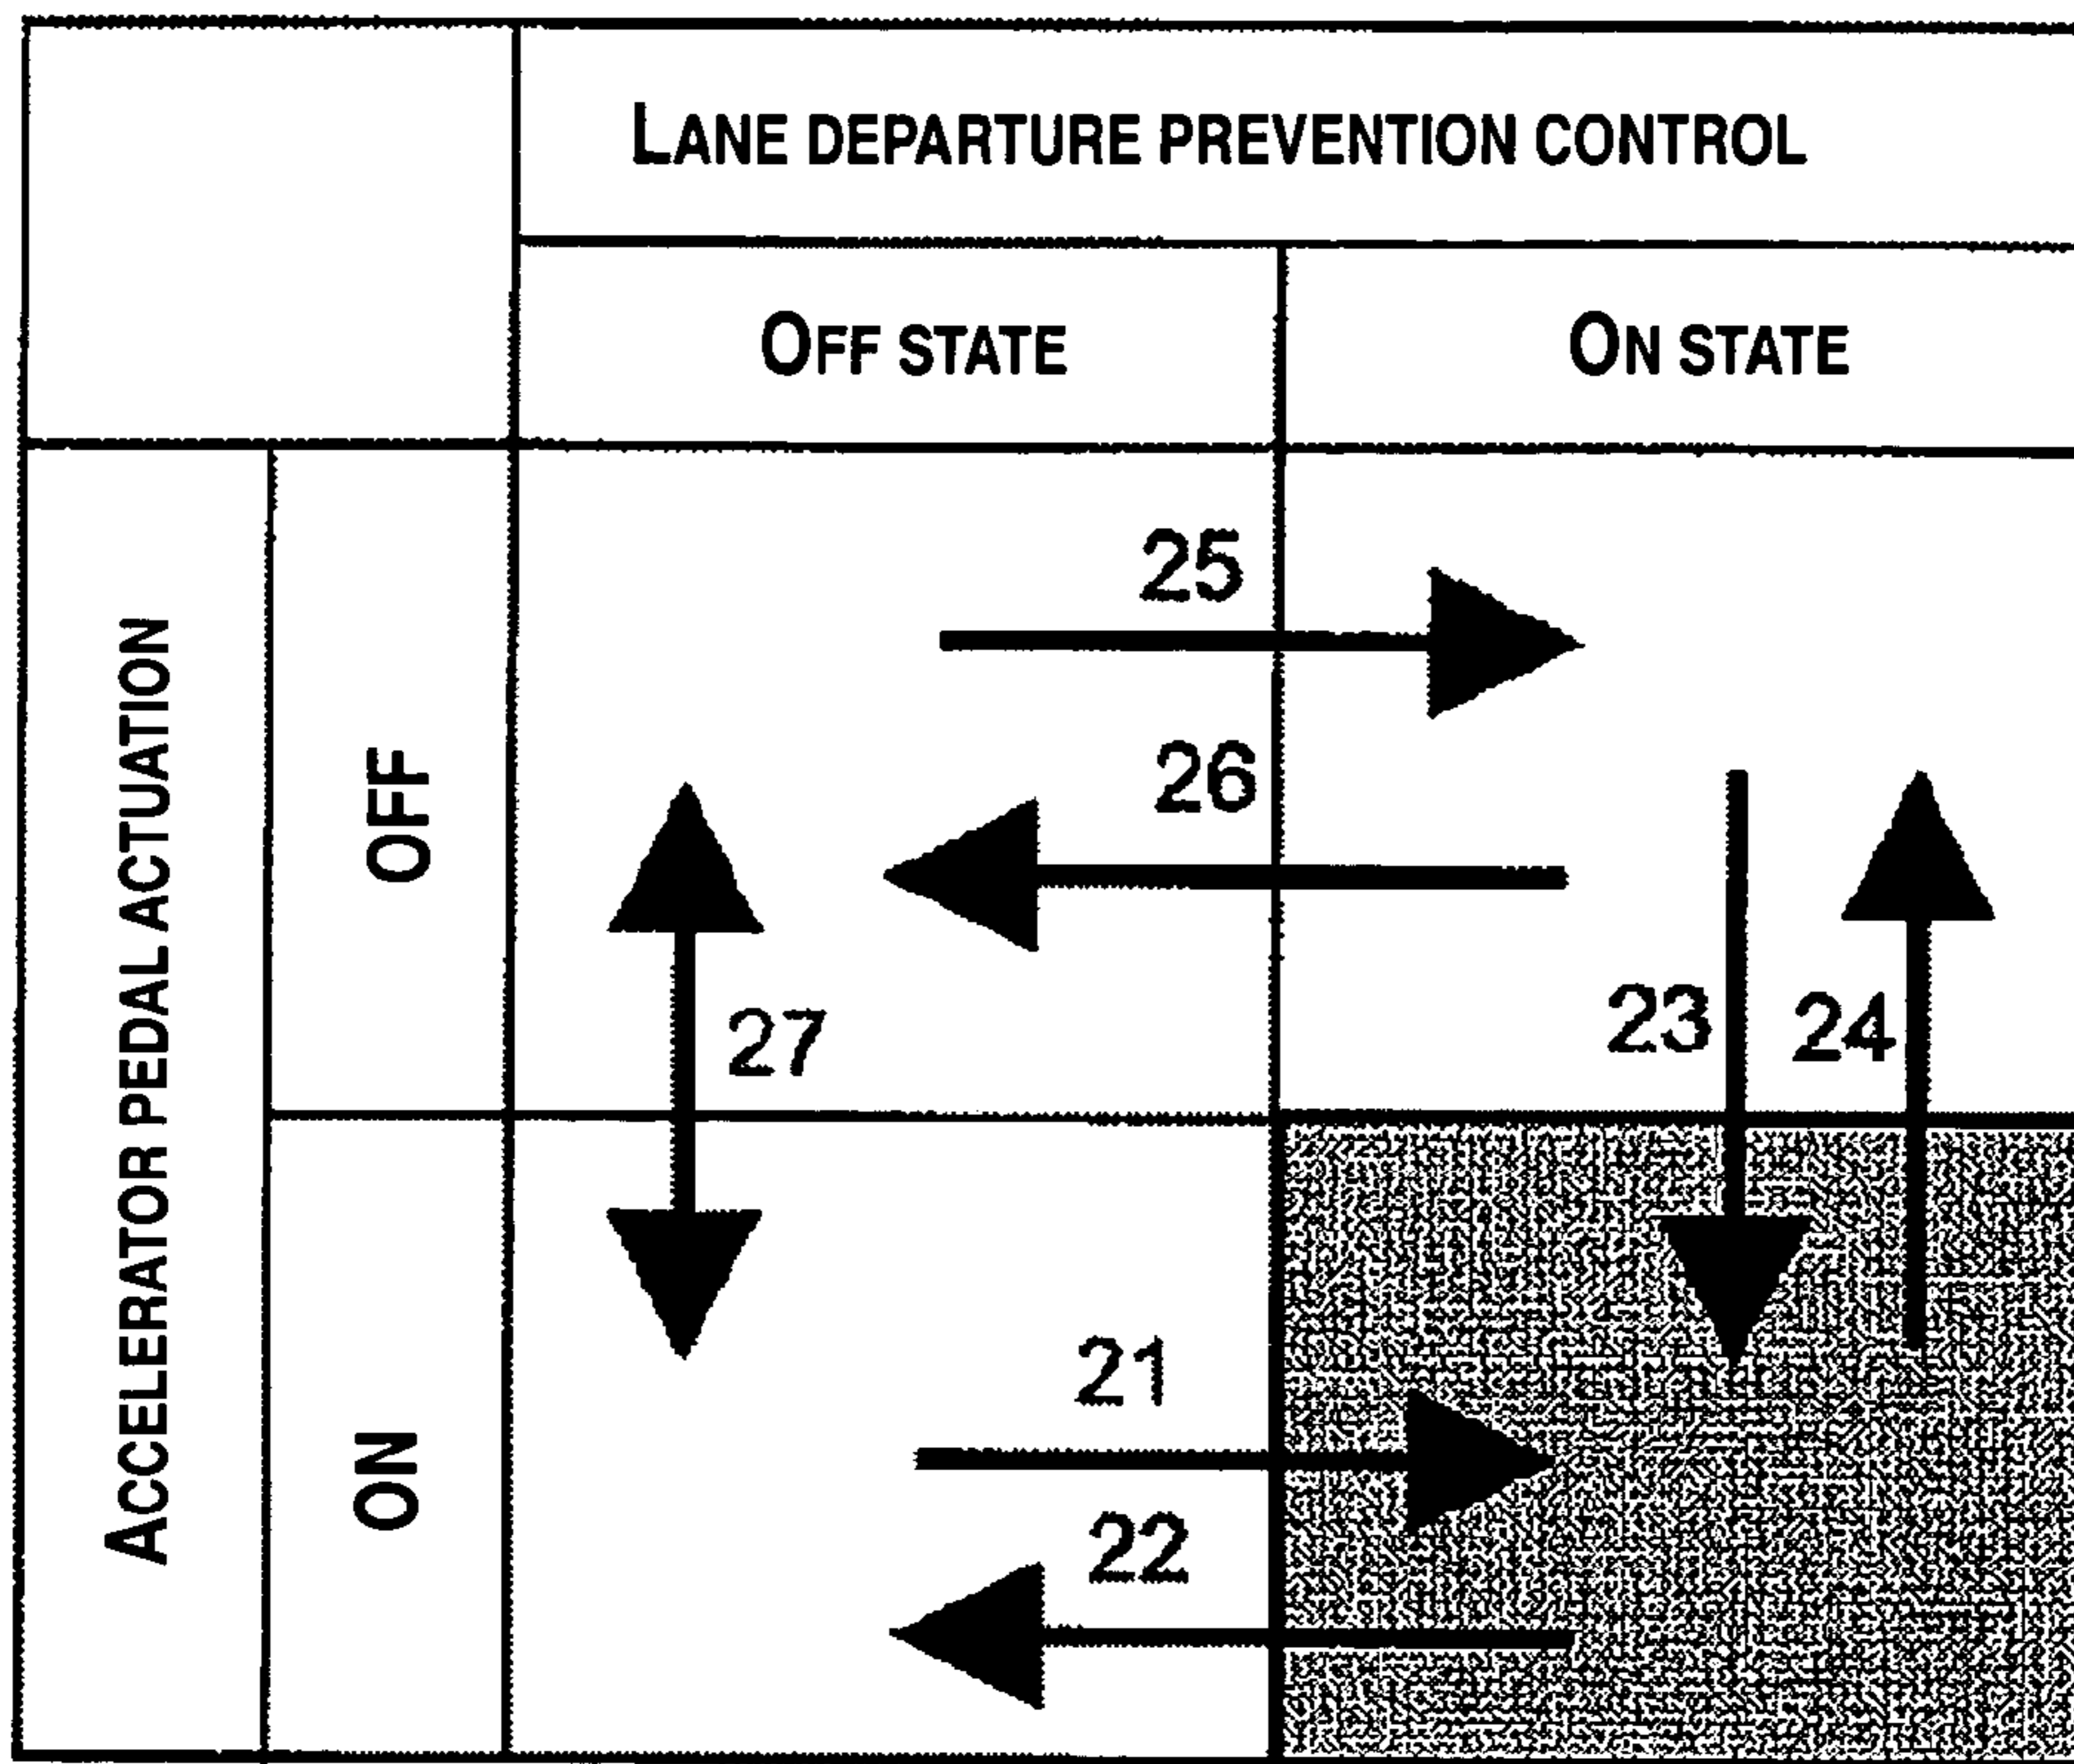 LANE DEPARTURE PREVENTION CONTROL
OFF STATE
ON STATE
ACCELERATOR PEDAL ACTUATION
OFF
25
26
27
23
24
ON
21
22